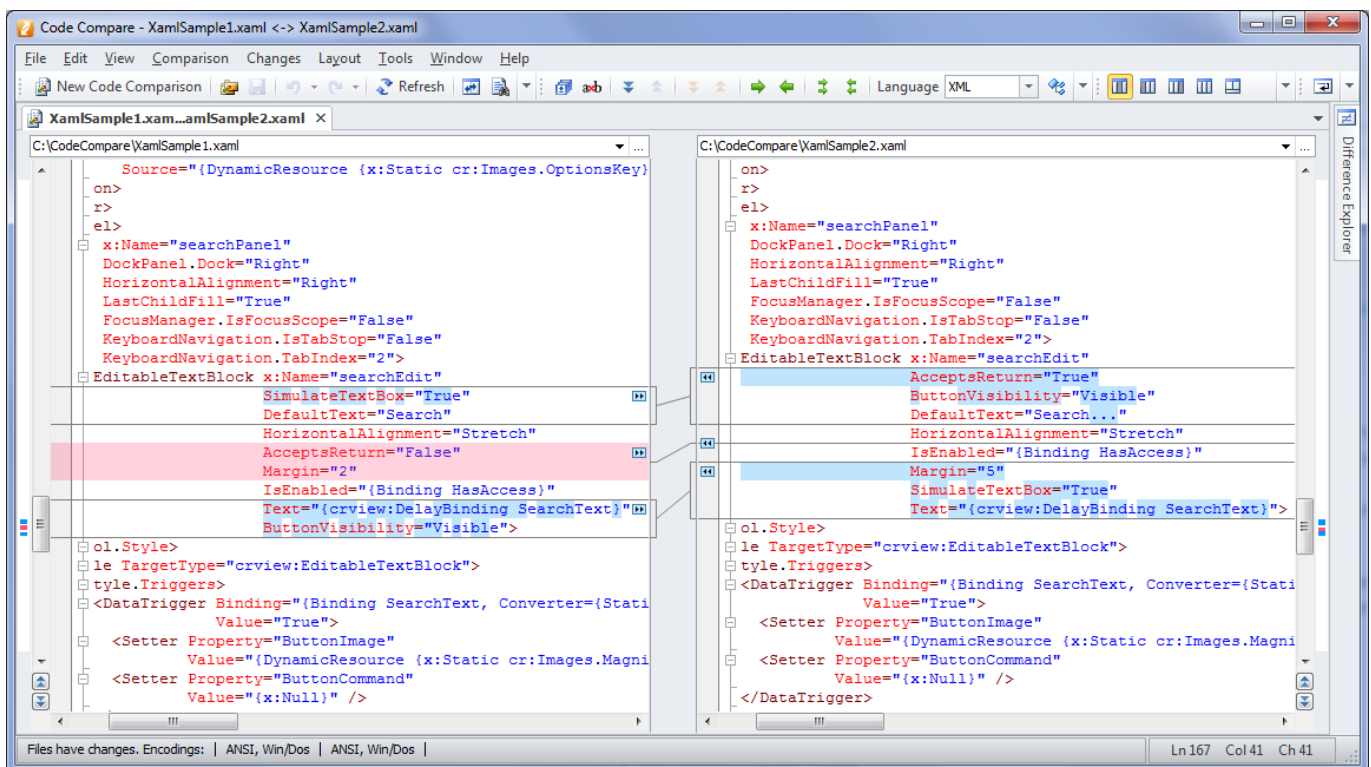 Code Compare - XamlSample1.xaml <-> XamlSample2.xaml
File Edit View Comparison Changes Layout Tools Window Help
New Code Comparison Refresh Language XML
XamlSample1.xam...amlSample2.xaml
C:\CodeCompare\XamlSample1.xaml
Source="{DynamicResource {x:Static cr:Images.OptionsKey}
on>
r>
el>
x:Name="searchPanel"
DockPanel.Dock="Right"
HorizontalAlignment="Right"
LastChildFill="True"
FocusManager.IsFocusScope="False"
KeyboardNavigation.IsTabStop="False"
KeyboardNavigation.TabIndex="2">
EditableTextBlock x:Name="searchEdit"
SimulateTextBox="True"
DefaultText="Search"
HorizontalAlignment="Stretch"
AcceptsReturn="False"
Margin="2"
IsEnabled="{Binding HasAccess}"
Text="{crview:DelayBinding SearchText}"
ButtonVisibility="Visible">
ol.Style>
le TargetType="crview:EditableTextBlock">
tyle.Triggers>
<DataTrigger Binding="{Binding SearchText, Converter={Stati
Value="True">
<Setter Property="ButtonImage"
Value="{DynamicResource {x:Static cr:Images.Magni
<Setter Property="ButtonCommand"
Value="{x:Null}" />
C:\CodeCompare\XamlSample2.xaml
on>
r>
el>
x:Name="searchPanel"
DockPanel.Dock="Right"
HorizontalAlignment="Right"
LastChildFill="True"
FocusManager.IsFocusScope="False"
KeyboardNavigation.IsTabStop="False"
KeyboardNavigation.TabIndex="2">
EditableTextBlock x:Name="searchEdit"
AcceptsReturn="True"
ButtonVisibility="Visible"
DefaultText="Search..."
HorizontalAlignment="Stretch"
IsEnabled="{Binding HasAccess}"
Margin="5"
SimulateTextBox="True"
Text="{crview:DelayBinding SearchText}">
ol.Style>
le TargetType="crview:EditableTextBlock">
tyle.Triggers>
<DataTrigger Binding="{Binding SearchText, Converter={Stati
Value="True">
<Setter Property="ButtonImage"
Value="{DynamicResource {x:Static cr:Images.Magni
<Setter Property="ButtonCommand"
Value="{x:Null}" />
</DataTrigger>
Difference Explorer
Files have changes. Encodings: | ANSI, Win/Dos | ANSI, Win/Dos |
Ln 167 Col 41 Ch 41